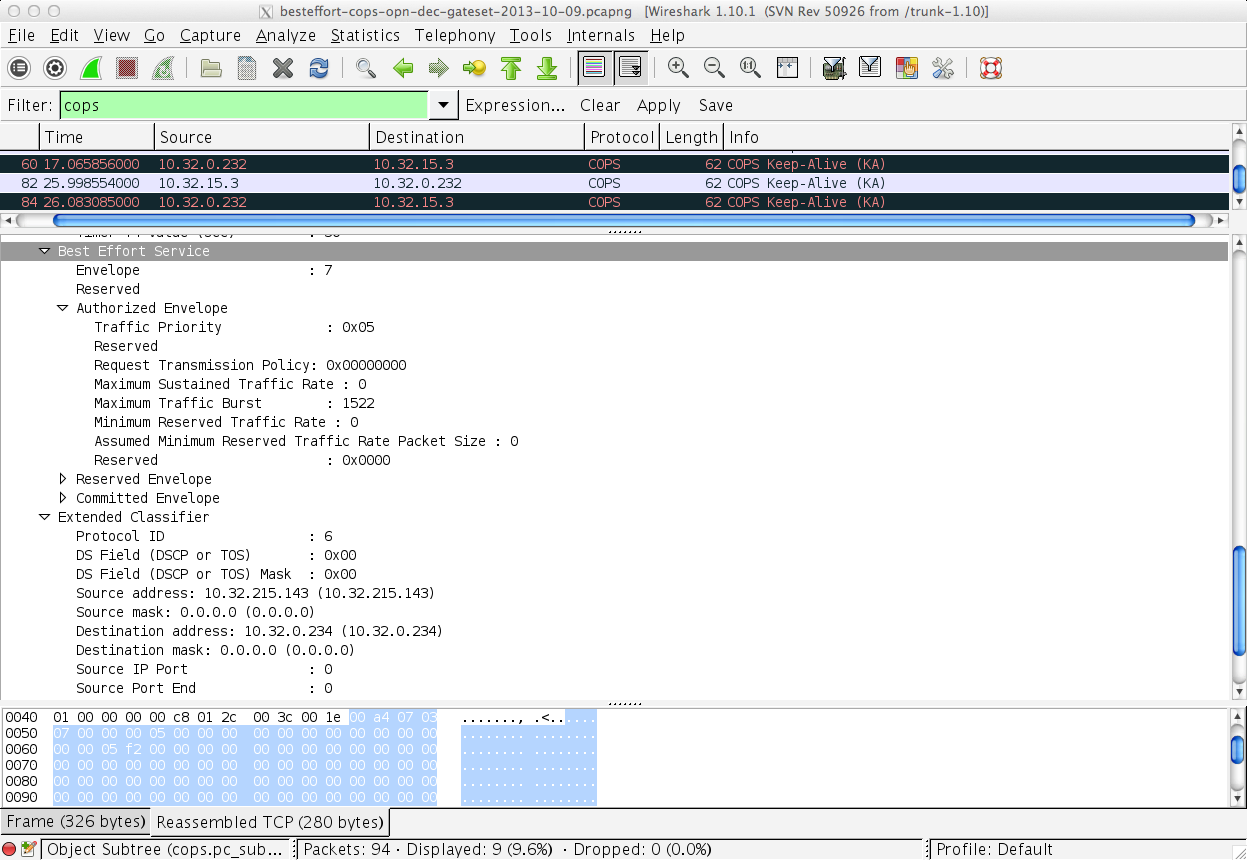 besteffort-cops-opn-dec-gateset-2013-10-09.pcapng [Wireshark 1.10.1 (SVN Rev 50926 from /trunk-1.10)]
File Edit View Go Capture Analyze Statistics Telephony Tools Internals Help
Filter: cops Expression... Clear Apply Save
Time Source Destination Protocol Length Info
60 17.065856000 10.32.0.232 10.32.15.3 COPS 62 COPS Keep-Alive (KA)
82 25.998554000 10.32.15.3 10.32.0.232 COPS 62 COPS Keep-Alive (KA)
84 26.083085000 10.32.0.232 10.32.15.3 COPS 62 COPS Keep-Alive (KA)
Best Effort Service
Envelope : 7
Reserved
Authorized Envelope
Traffic Priority : 0x05
Reserved
Request Transmission Policy: 0x00000000
Maximum Sustained Traffic Rate : 0
Maximum Traffic Burst : 1522
Minimum Reserved Traffic Rate : 0
Assumed Minimum Reserved Traffic Rate Packet Size : 0
Reserved : 0x0000
Reserved Envelope
Committed Envelope
Extended Classifier
Protocol ID : 6
DS Field (DSCP or TOS) : 0x00
DS Field (DSCP or TOS) Mask : 0x00
Source address: 10.32.215.143 (10.32.215.143)
Source mask: 0.0.0.0 (0.0.0.0)
Destination address: 10.32.0.234 (10.32.0.234)
Destination mask: 0.0.0.0 (0.0.0.0)
Source IP Port : 0
Source Port End : 0
0040 01 00 00 00 00 c8 01 2c 00 3c 00 1e 00 a4 07 03 ......., .<......
0050 07 00 00 00 05 00 00 00 00 00 00 00 00 00 00 00 ........ ........
0060 00 00 05 f2 00 00 00 00 00 00 00 00 00 00 00 00 ........ ........
0070 00 00 00 00 00 00 00 00 00 00 00 00 00 00 00 00 ........ ........
0080 00 00 00 00 00 00 00 00 00 00 00 00 00 00 00 00 ........ ........
0090 00 00 00 00 00 00 00 00 00 00 00 00 00 00 00 00 ........ ........
Frame (326 bytes) Reassembled TCP (280 bytes)
Object Subtree (cops.pc_sub... Packets: 94 · Displayed: 9 (9.6%) · Dropped: 0 (0.0%) Profile: Default